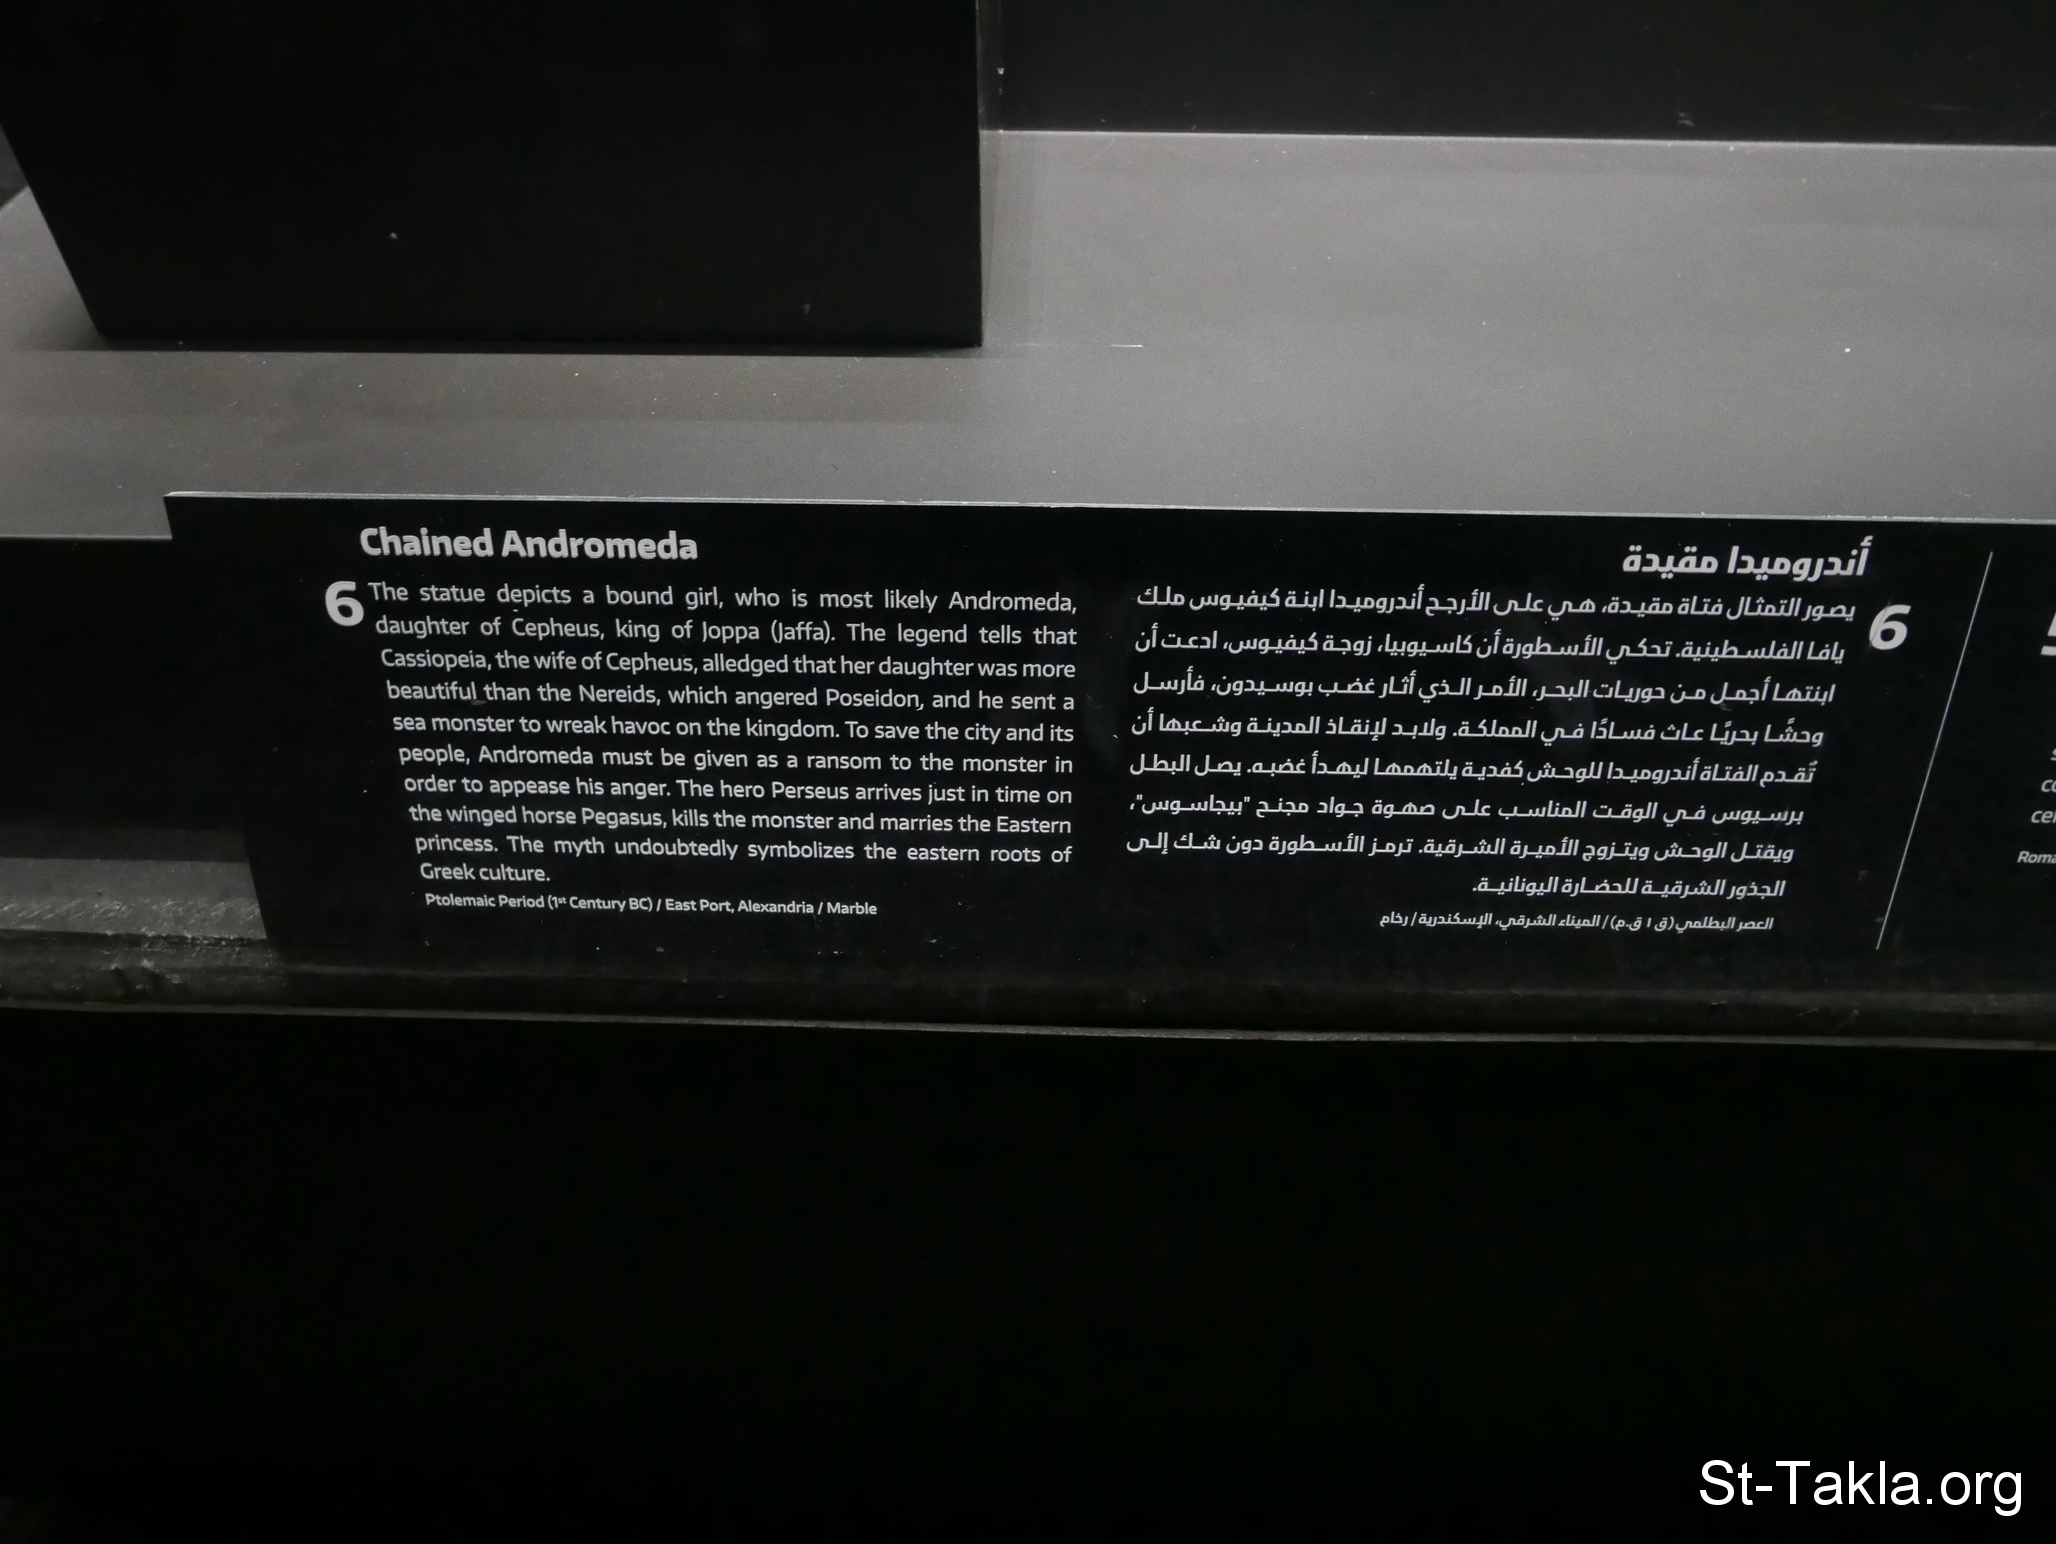 Chained Andromeda
6
The statue depicts a bound girl, who is most likely Andromeda,
daughter of Cepheus, king of Joppa (Jaffa). The legend tells that
Cassiopeia, the wife of Cepheus, alledged that her daughter was more
beautiful than the Nereids, which angered Poseidon, and he sent a
sea monster to wreak havoc on the kingdom. To save the city and its
people, Andromeda must be given as a ransom to the monster in
order to appease his anger. The hero Perseus arrives just in time on
the winged horse Pegasus, kills the monster and marries the Eastern
princess. The myth undoubtedly symbolizes the eastern roots of
Greek culture.
Ptolemaic Period (1st Century BC) / East Port, Alexandria / Marble
أندروميدا مقيدة
6
يصور التمثال فتاة مقيدة، هي على الأرجح أندروميدا ابنة كيفيوس ملك
يافا الفلسطينية. تحكي الأسطورة أن كاسيوبيا، زوجة كيفيوس، ادعت أن
ابنتها أجمل من حوريات البحر، الأمر الذي أثار غضب بوسيدون، فأرسل
وحشًا بحريًا عاث فسادًا في المملكة. ولابد لإنقاذ المدينة وشعبها أن
تُقدم الفتاة أندروميدا للوحش كفدية يلتهمها ليهدأ غضبه. يصل البطل
برسيوس في الوقت المناسب على صهوة جواد مجنح "بيجاسوس"،
ويقتل الوحش ويتزوج الأميرة الشرقية. ترمز الأسطورة دون شك إلى
الجذور الشرقية للحضارة اليونانية.
العصر البطلمي (ق ١ ق.م) / الميناء الشرقي، الإسكندرية / رخام
St-Takla.org